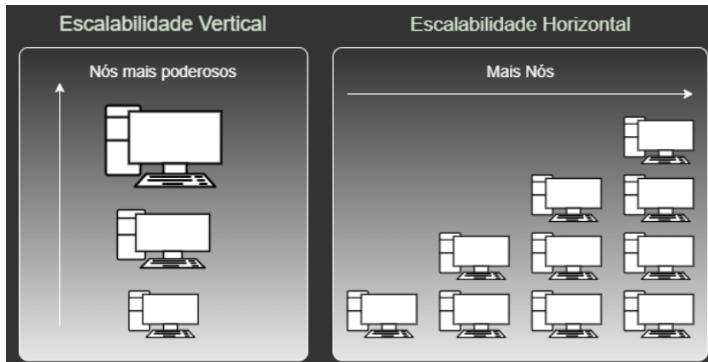 Escalabilidade Vertical
Nós mais poderosos
Escalabilidade Horizontal
Mais Nós